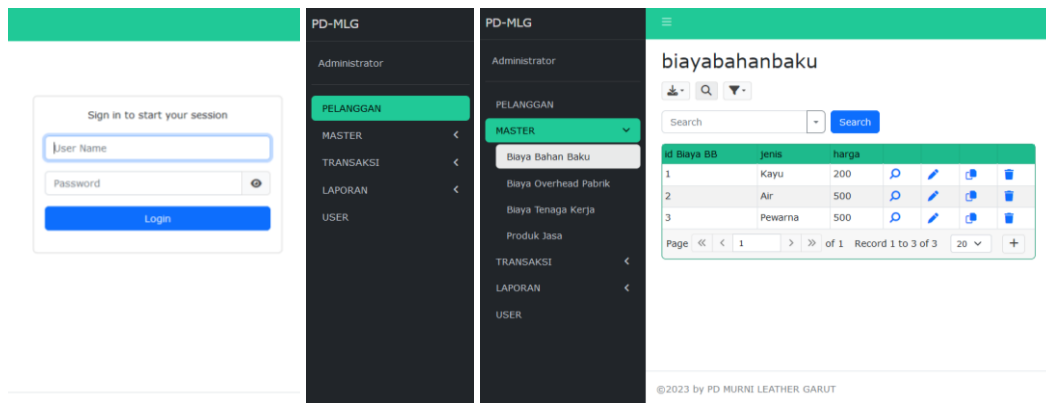 Sign in to start your session
User Name
Password
Login
PD-MLG
Administrator
PELANGGAN
MASTER
TRANSAKSI
LAPORAN
USER
PD-MLG
Administrator
PELANGGAN
MASTER
Biaya Bahan Baku
Biaya Overhead Pabrik
Biaya Tenaga Kerja
Produk Jasa
TRANSAKSI
LAPORAN
USER
biayabahanbaku
Search Search
id Biaya BB jenis harga
1 Kayu 200
2 Air 500
3 Pewarna 500
Page 1 of 1 Record 1 to 3 of 3 20
©2023 by PD MURNI LEATHER GARUT